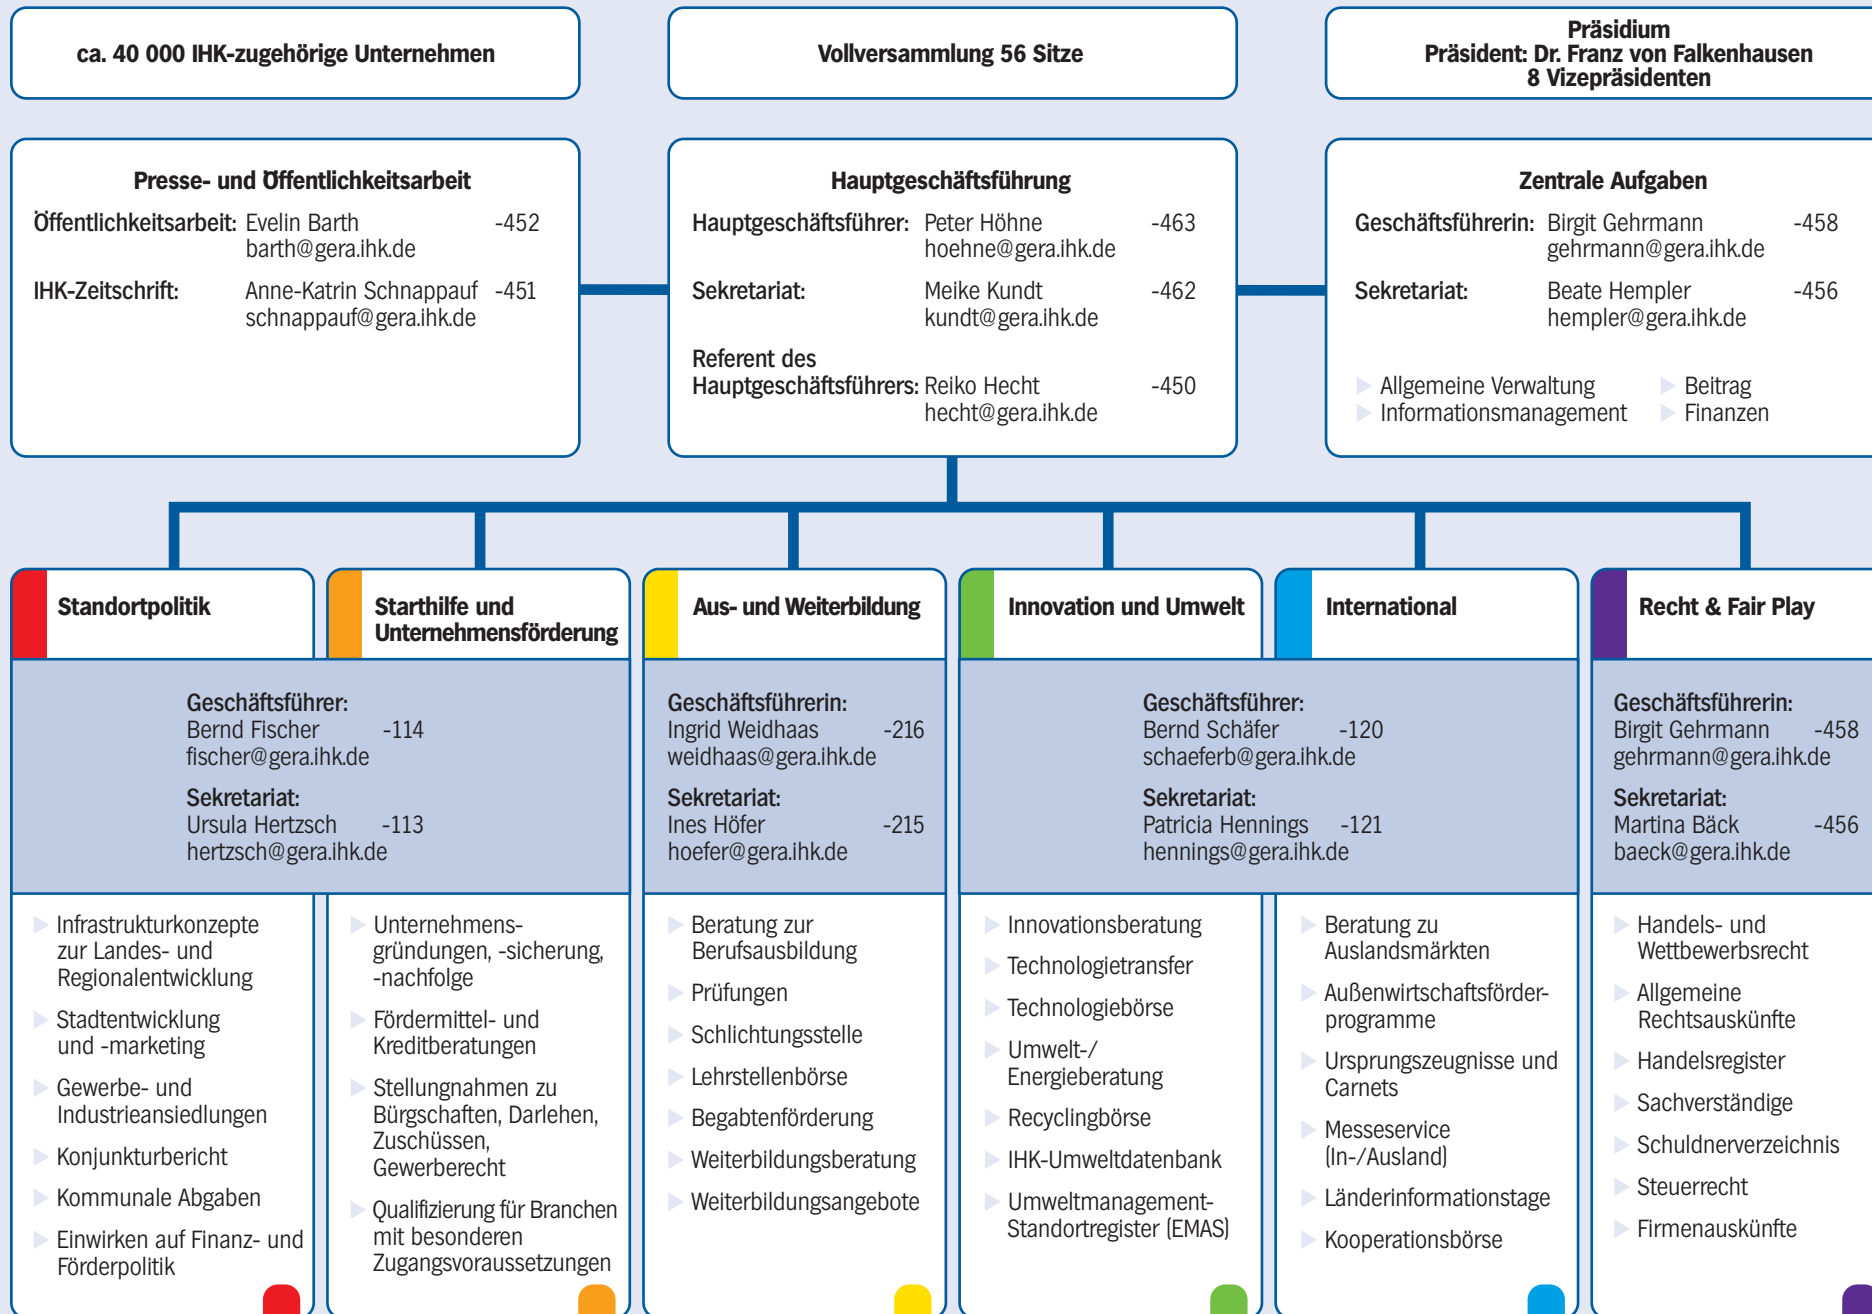 ca. 40 000 IHK-zugehörige Unternehmen
Vollversammlung 56 Sitze
Präsidium
Präsident: Dr. Franz von Falkenhausen
8 Vizepräsidenten
Presse- und Öffentlichkeitsarbeit
Öffentlichkeitsarbeit: Evelin Barth -452
barth@gera.ihk.de
IHK-Zeitschrift: Anne-Katrin Schnappauf -451
schnappauf@gera.ihk.de
Hauptgeschäftsführung
Hauptgeschäftsführer: Peter Höhne -463
hoehne@gera.ihk.de
Sekretariat: Meike Kundt -462
kundt@gera.ihk.de
Referent des
Hauptgeschäftsführers: Reiko Hecht -450
hecht@gera.ihk.de
Zentrale Aufgaben
Geschäftsführerin: Birgit Gehrmann -458
gehrmann@gera.ihk.de
Sekretariat: Beate Hempler -456
hempler@gera.ihk.de
Allgemeine Verwaltung Beitrag
Informationsmanagement Finanzen
Standortpolitik
Starthilfe und
Unternehmensförderung
Geschäftsführer:
Bernd Fischer -114
fischer@gera.ihk.de
Sekretariat:
Ursula Hertzsch -113
hertzsch@gera.ihk.de
Infrastrukturkonzepte
zur Landes- und
Regionalentwicklung
Stadtentwicklung
und -marketing
Gewerbe- und
Industrieansiedlungen
Konjunkturbericht
Kommunale Abgaben
Einwirken auf Finanz- und
Förderpolitik
Unternehmens-
gründungen, -sicherung,
-nachfolge
Fördermittel- und
Kreditberatungen
Stellungnahmen zu
Bürgschaften, Darlehen,
Zuschüssen,
Gewerberecht
Qualifizierung für Branchen
mit besonderen
Zugangsvoraussetzungen
Aus- und Weiterbildung
Geschäftsführerin:
Ingrid Weidhaas -216
weidhaas@gera.ihk.de
Sekretariat:
Ines Höfer -215
hoefer@gera.ihk.de
Beratung zur
Berufsausbildung
Prüfungen
Schlichtungsstelle
Lehrstellenbörse
Begabtenförderung
Weiterbildungsberatung
Weiterbildungsangebote
Innovation und Umwelt
International
Geschäftsführer:
Bernd Schäfer -120
schaeferb@gera.ihk.de
Sekretariat:
Patricia Hennings -121
hennings@gera.ihk.de
Innovationsberatung
Technologietransfer
Technologiebörse
Umwelt-/
Energieberatung
Recyclingbörse
IHK-Umweltdatenbank
Umweltmanagement-
Standortregister (EMAS)
Beratung zu
Auslandsmärkten
Außenwirtschaftsförder-
programme
Ursprungszeugnisse und
Carnets
Messeservice
(In-/Ausland)
Länderinformationstage
Kooperationsbörse
Recht & Fair Play
Geschäftsführerin:
Birgit Gehrmann -458
gehrmann@gera.ihk.de
Sekretariat:
Martina Bäck -456
baeck@gera.ihk.de
Handels- und
Wettbewerbsrecht
Allgemeine
Rechtsauskünfte
Handelsregister
Sachverständige
Schuldnerverzeichnis
Steuerrecht
Firmenauskünfte